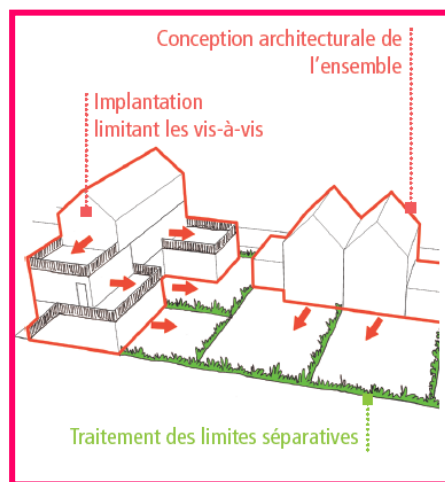 Conception architecturale de
l'ensemble
Implantation
limitant les vis-à-vis
Traitement des limites séparatives